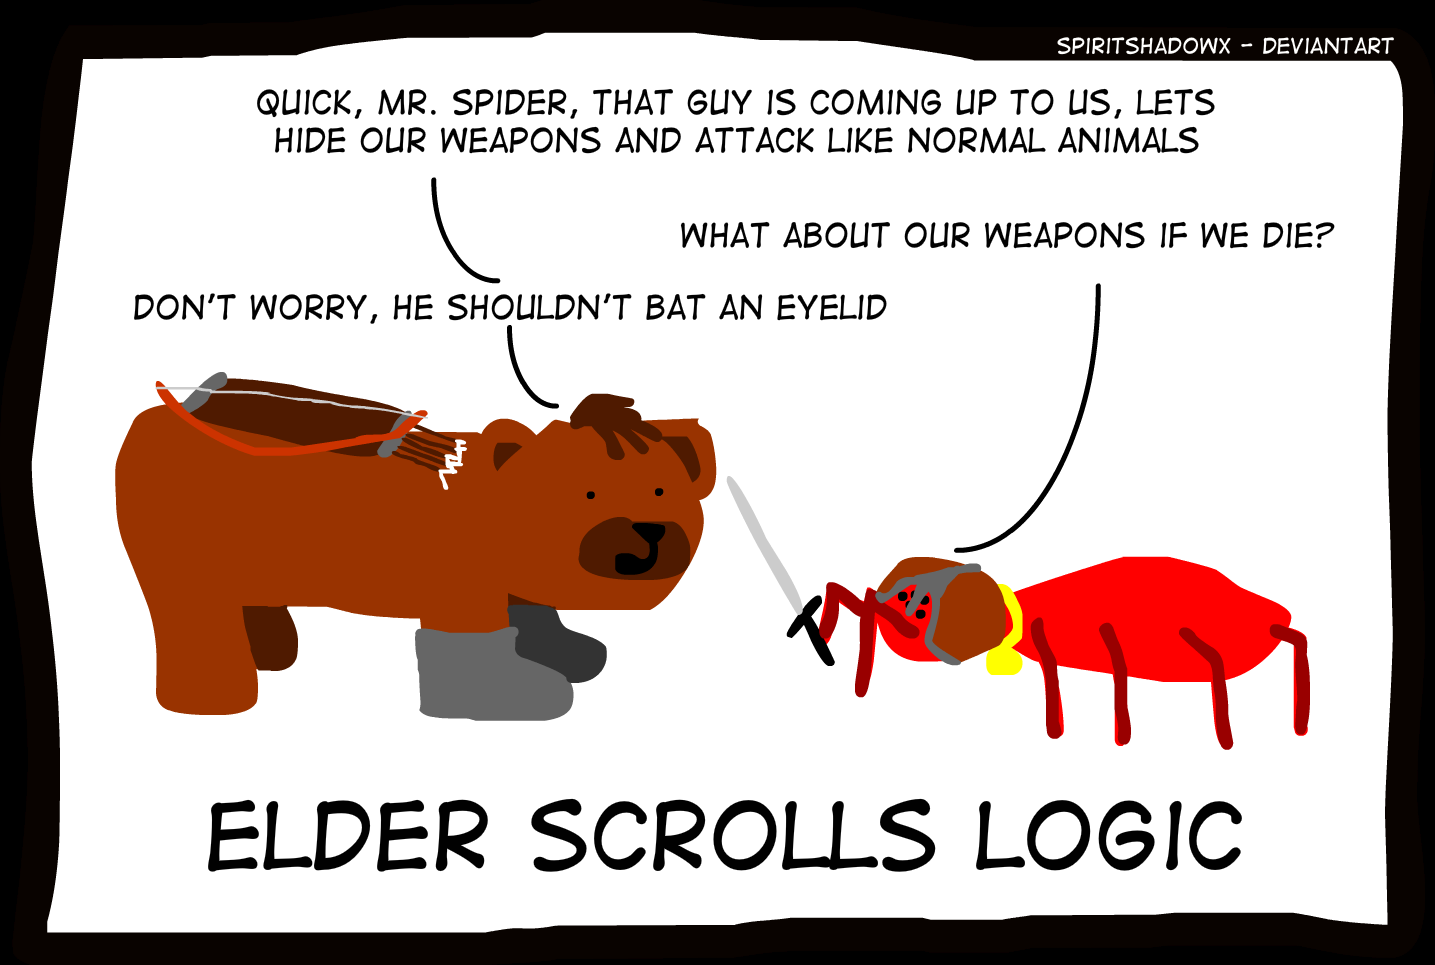 SPIRITSHADOWX - DEVIANTART
QUICK, MR. SPIDER, THAT GUY IS COMING UP TO US, LETS
HIDE OUR WEAPONS AND ATTACK LIKE NORMAL ANIMALS
WHAT ABOUT OUR WEAPONS IF WE DIE?
DON'T WORRY, HE SHOULDN'T BAT AN EYELID
ELDER SCROLLS LOGIC